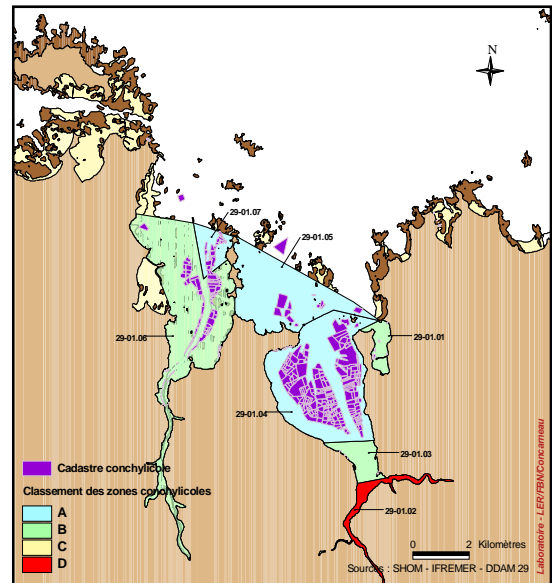 N
29-01.07
29-01.05
29-01.06
29-01.01
29-01.04
29-01.03
29-01.02
Cadastre conchylicole
Classement des zones conchylicoles
A
B
C
D
0 2 Kilomètres
Sources : SHOM - IFREMER - DDAM 29
Laboratoire - LER/FBN/Concarneau